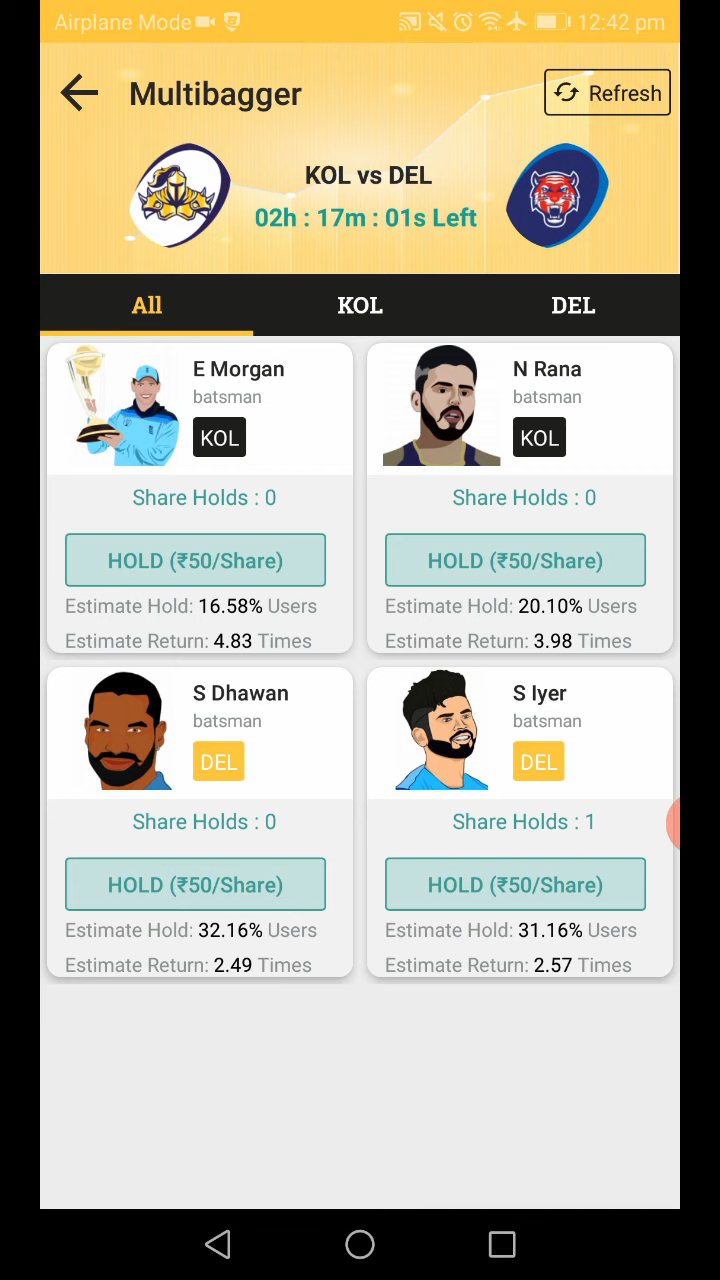 Airplane Mode 12:42 pm
Multibagger Refresh
KOL vs DEL
02h : 17m : 01s Left
All KOL DEL
E Morgan
batsman
KOL
Share Holds : 0
HOLD (₹50/Share)
Estimate Hold: 16.58% Users
Estimate Return: 4.83 Times
N Rana
batsman
KOL
Share Holds : 0
HOLD (₹50/Share)
Estimate Hold: 20.10% Users
Estimate Return: 3.98 Times
S Dhawan
batsman
DEL
Share Holds : 0
HOLD (₹50/Share)
Estimate Hold: 32.16% Users
Estimate Return: 2.49 Times
S Iyer
batsman
DEL
Share Holds : 1
HOLD (₹50/Share)
Estimate Hold: 31.16% Users
Estimate Return: 2.57 Times